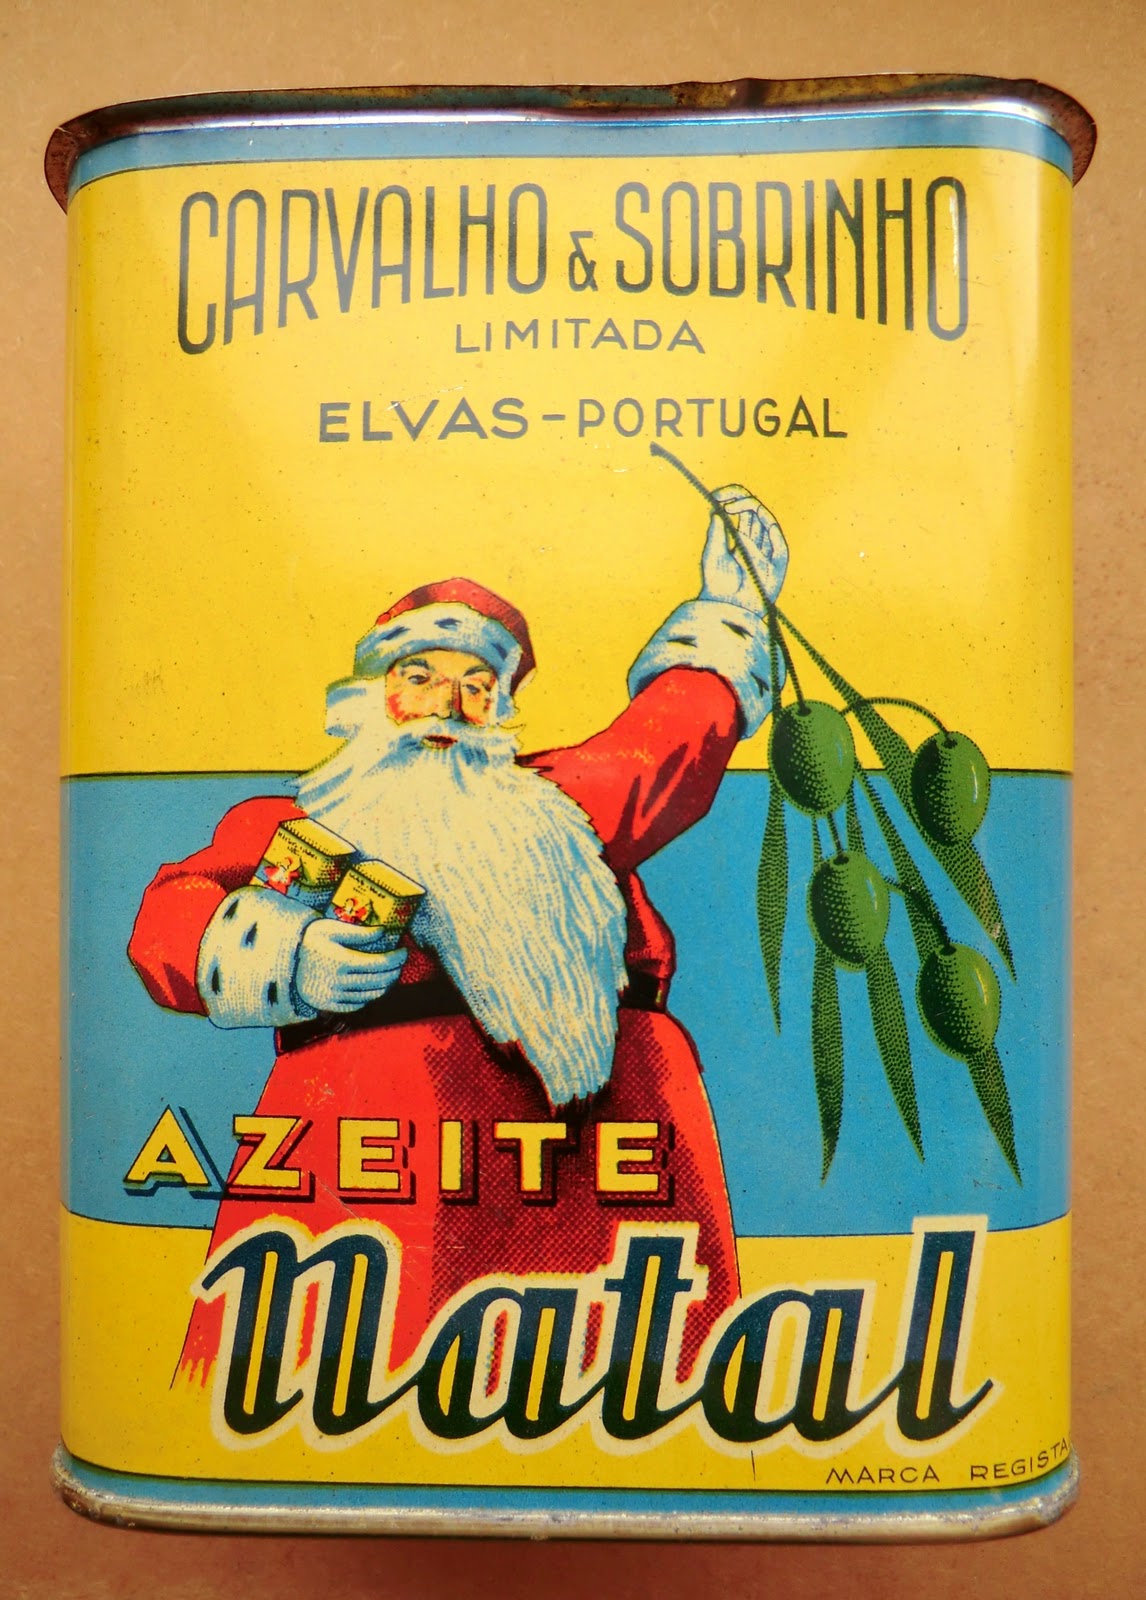 CARVALHO & SOBRINHO
LIMITADA
ELVAS-PORTUGAL
AZEITE
Natal
MARCA REGISTA